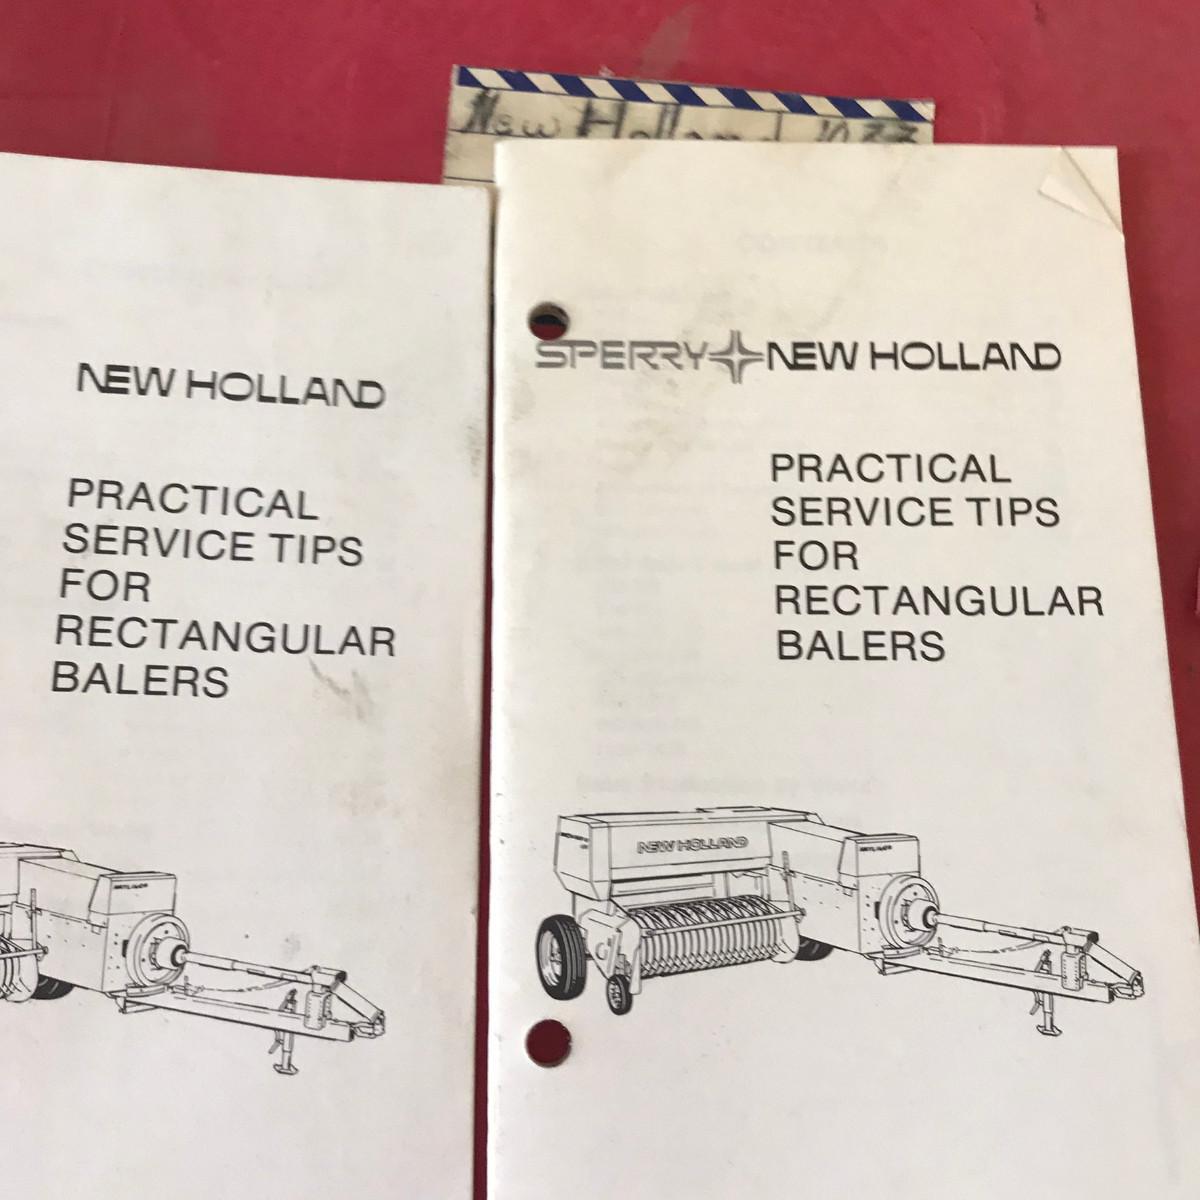 New Holland 1033
NEW HOLLAND
PRACTICAL
SERVICE TIPS
FOR
RECTANGULAR
BALERS
SPERRY NEW HOLLAND
PRACTICAL
SERVICE TIPS
FOR
RECTANGULAR
BALERS
NEW HOLLAND